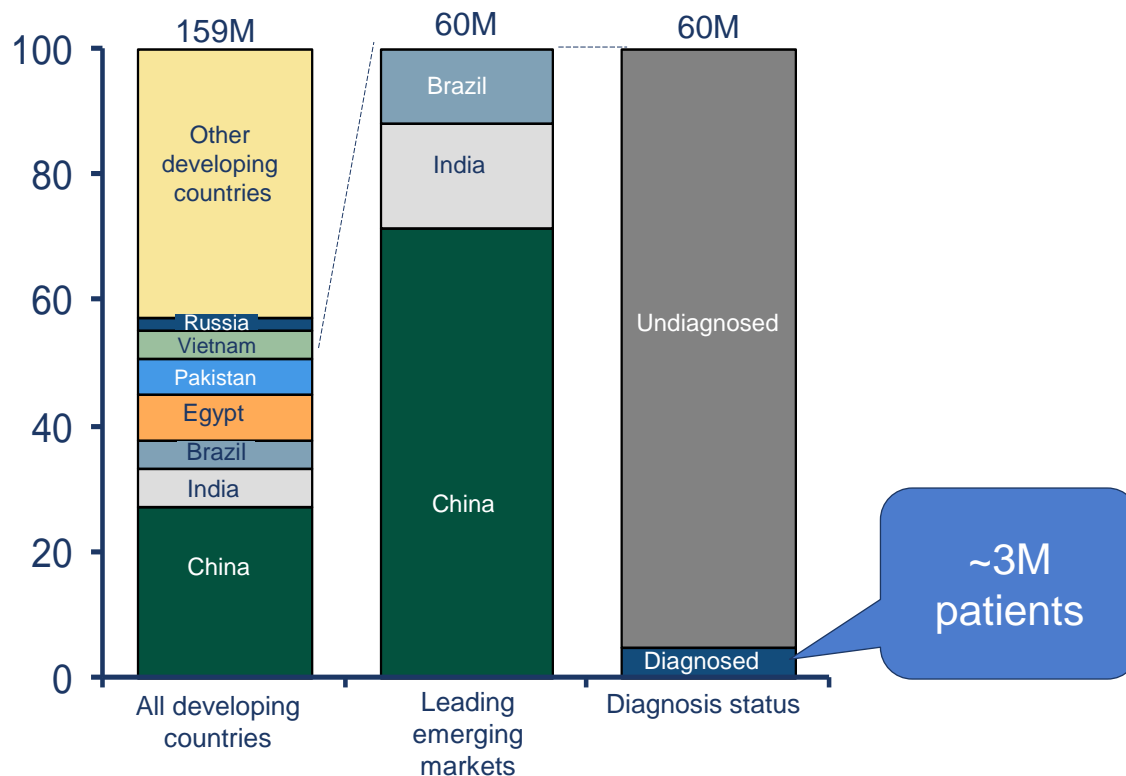 159M
60M
60M
100
80
60
40
20
0
Other
developing
countries
Russia
Vietnam
Pakistan
Egypt
Brazil
India
China
Brazil
India
China
Undiagnosed
Diagnosed
~3M
patients
All developing
countries
Leading
emerging
markets
Diagnosis status